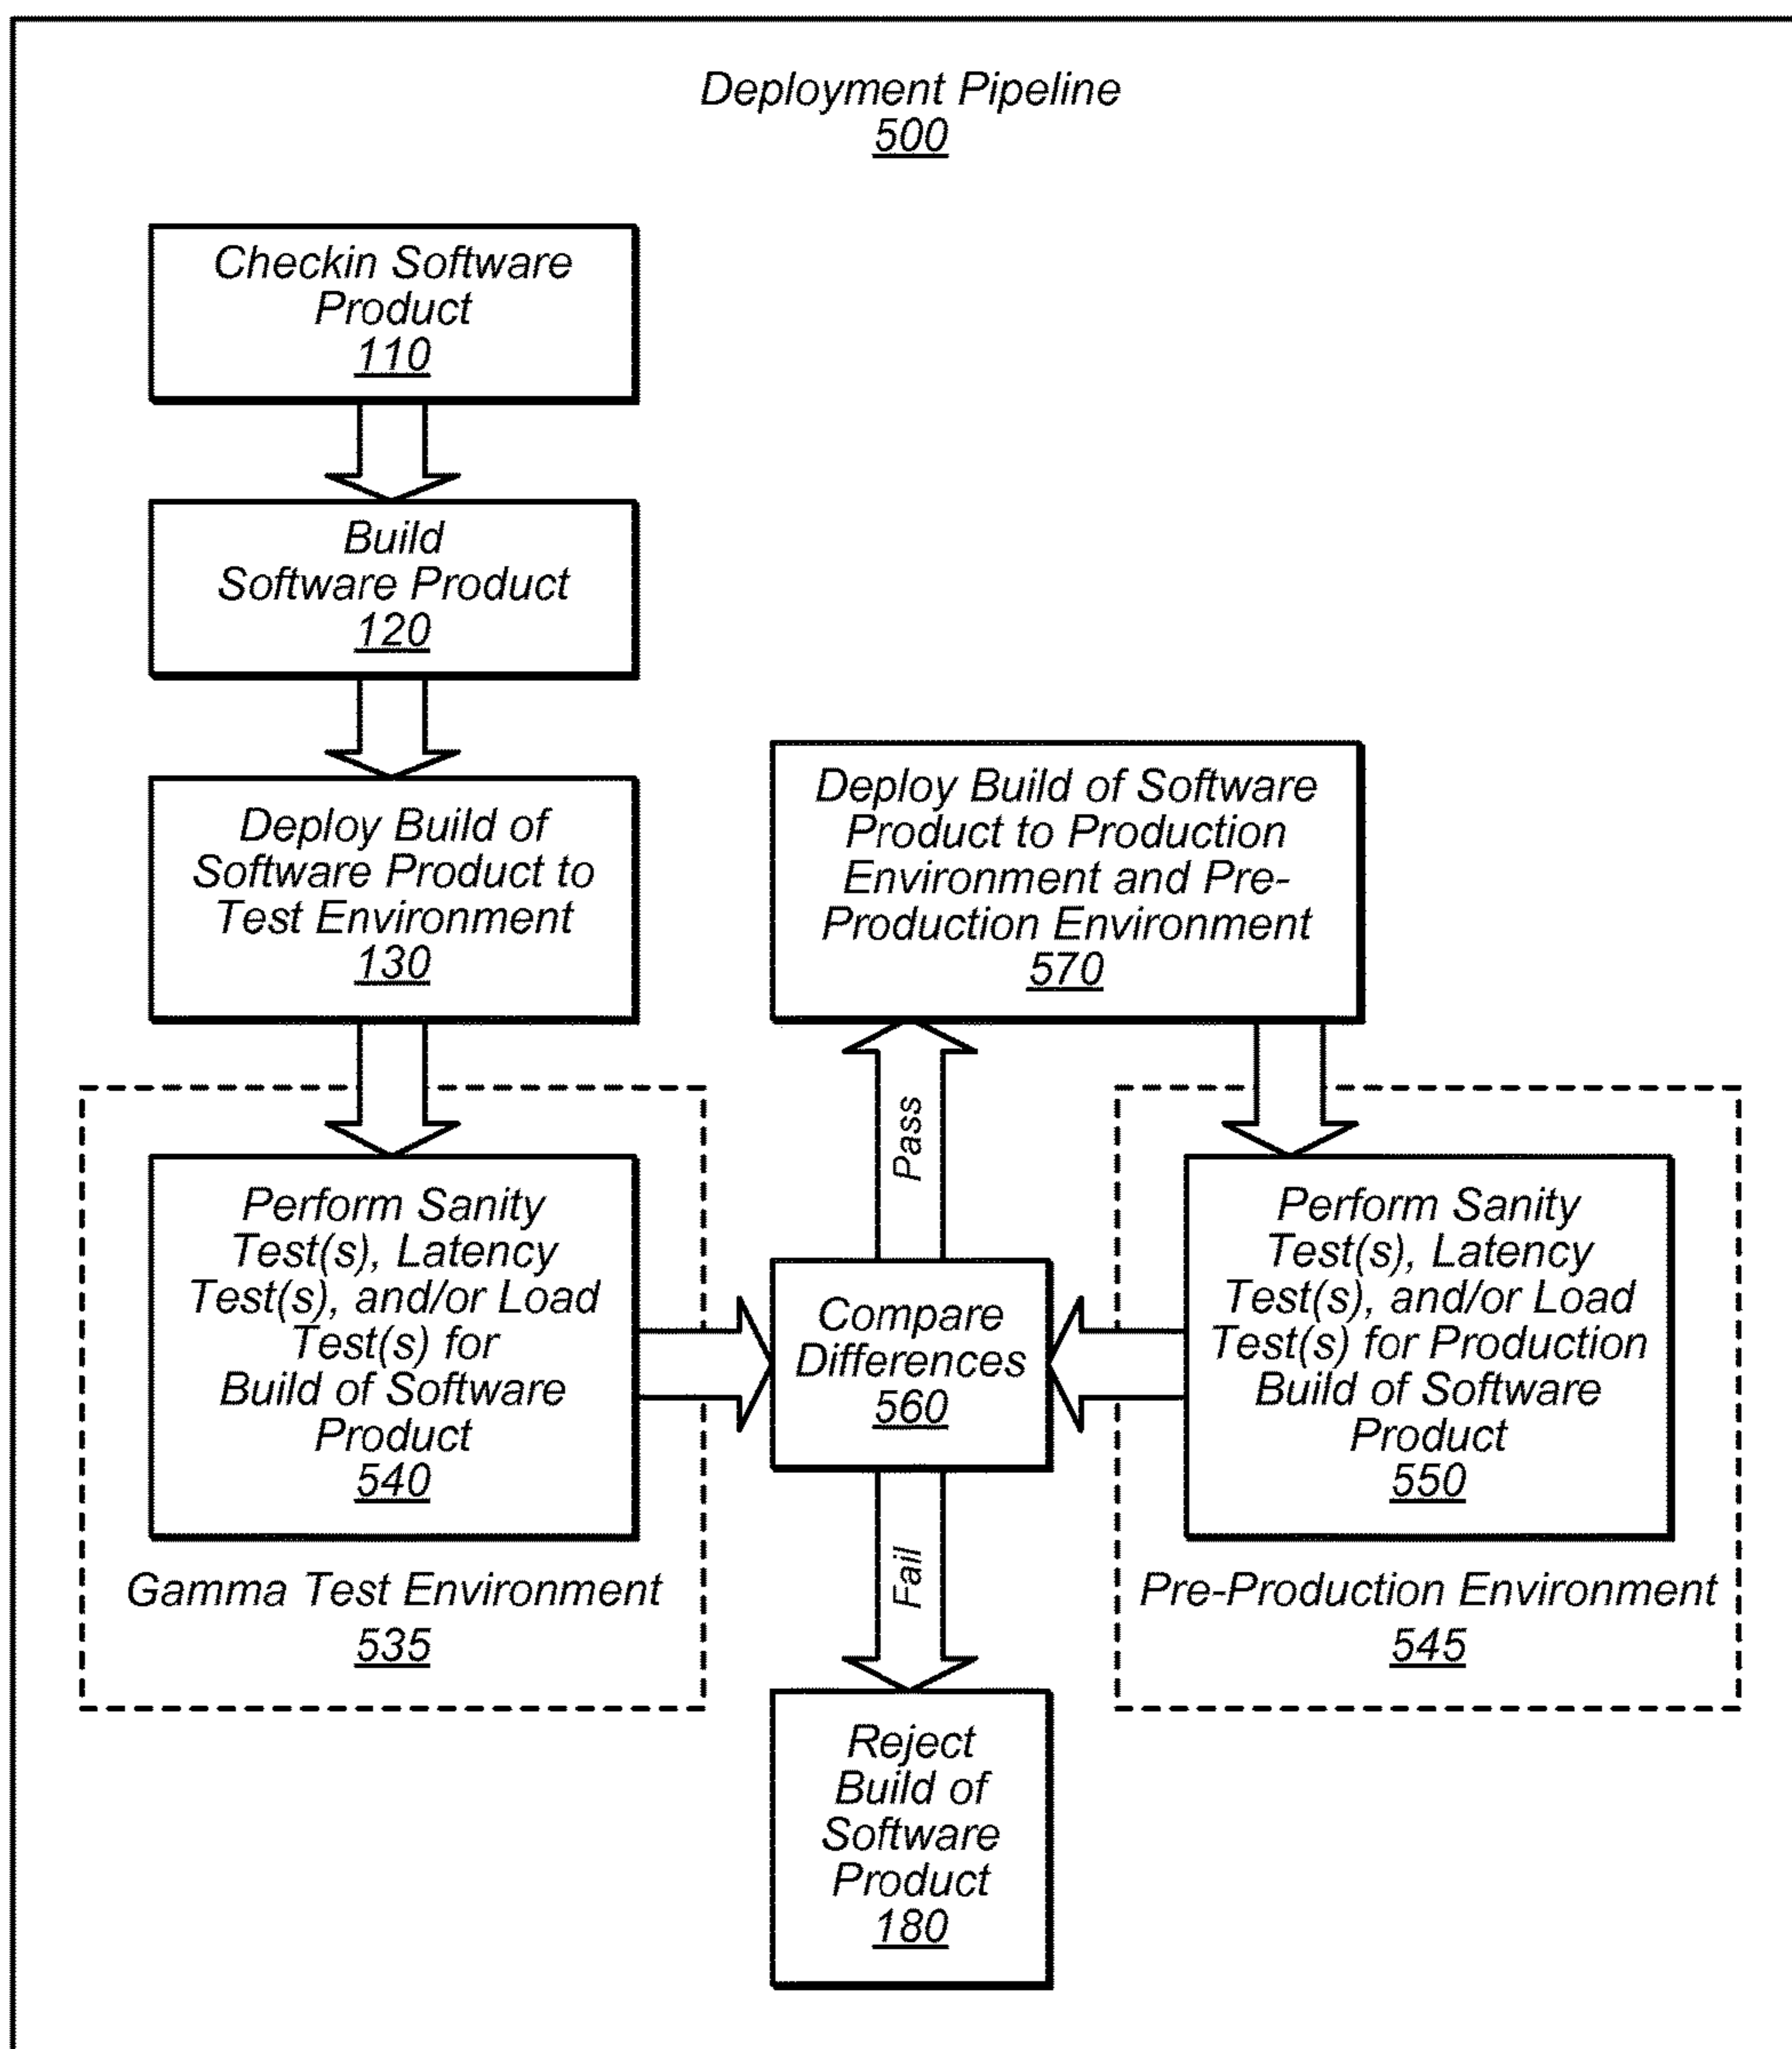 Deployment Pipeline
500
Checkin Software
Product
110
Build
Software Product
120
Deploy Build of
Software Product to
Test Environment
130
Deploy Build of Software
Product to Production
Environment and Pre-
Production Environment
570
Pass
Perform Sanity
Test(s), Latency
Test(s), and/or Load
Test(s) for
Build of Software
Product
540
Gamma Test Environment
535
Compare
Differences
560
Perform Sanity
Test(s), Latency
Test(s), and/or Load
Test(s) for Production
Build of Software
Product
550
Pre-Production Environment
545
Fail
Reject
Build of
Software
Product
180